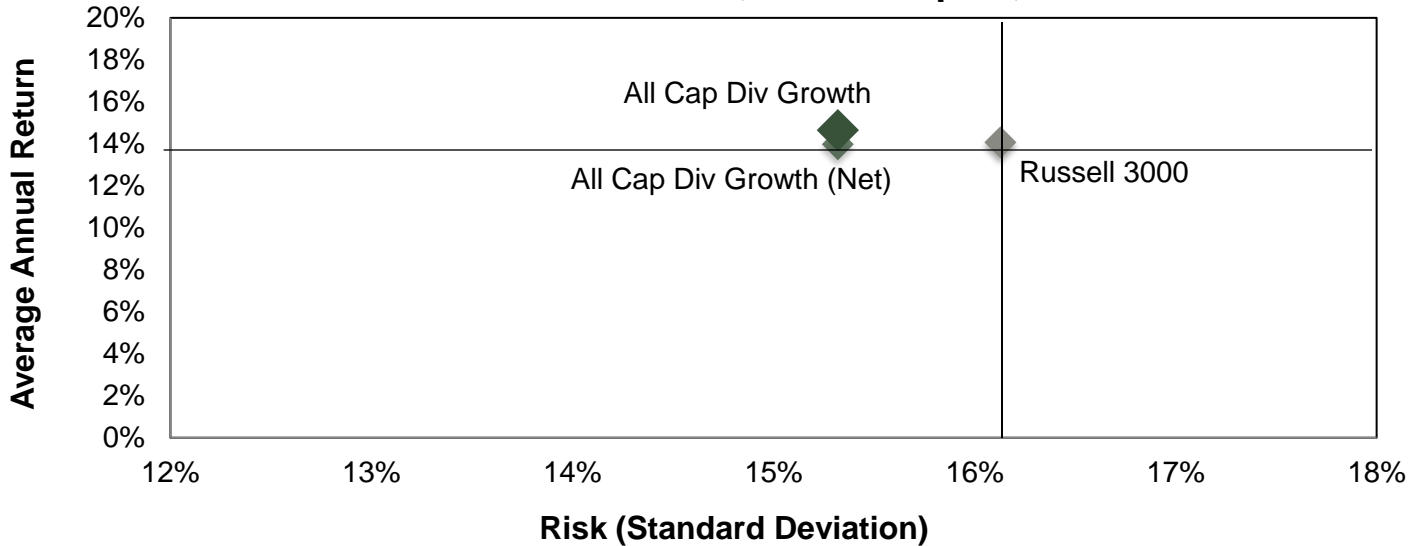 20%
18%
16%
14%
12%
10%
8%
6%
4%
2%
0%
Average Annual Return
All Cap Div Growth
All Cap Div Growth (Net)
Russell 3000
12% 13% 14% 15% 16% 17% 18%
Risk (Standard Deviation)